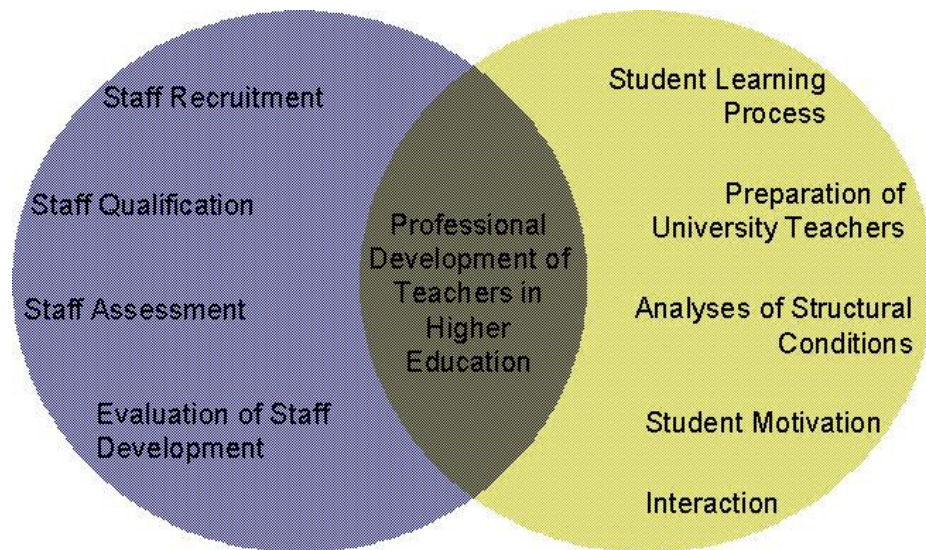 Staff Recruitment
Staff Qualification
Staff Assessment
Evaluation of Staff
Development
Professional
Development of
Teachers in
Higher
Education
Student Learning
Process
Preparation of
University Teachers
Analyses of Structural
Conditions
Student Motivation
Interaction